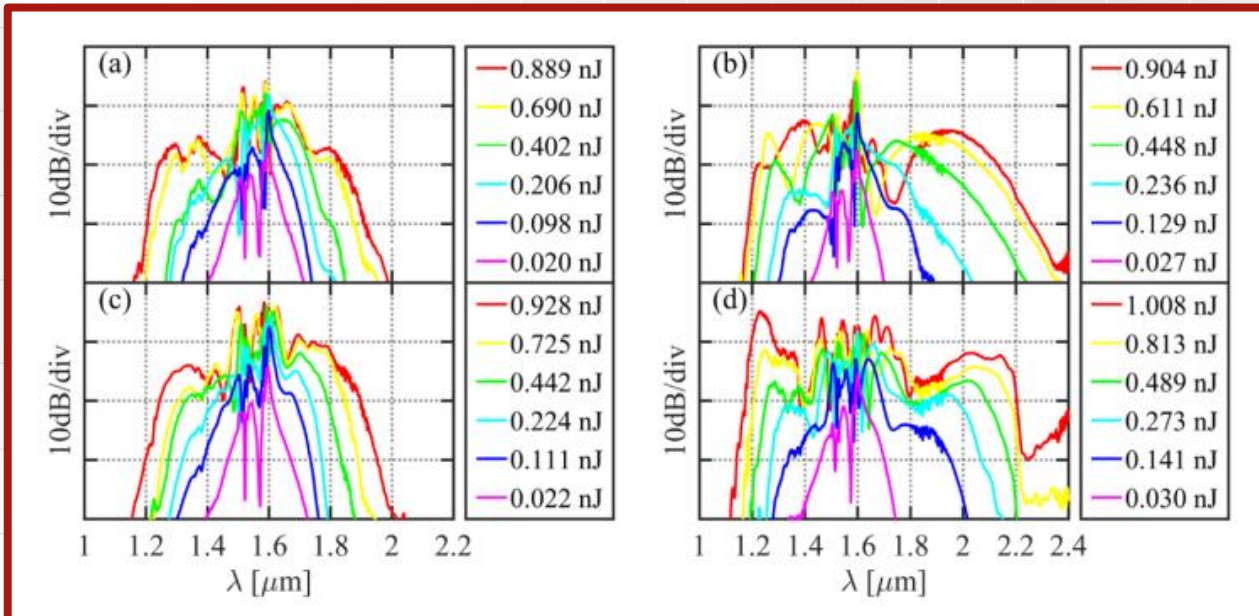 (a)
10dB/div
0.889 nJ
0.690 nJ
0.402 nJ
0.206 nJ
0.098 nJ
0.020 nJ
(b)
10dB/div
0.904 nJ
0.611 nJ
0.448 nJ
0.236 nJ
0.129 nJ
0.027 nJ
(c)
10dB/div
0.928 nJ
0.725 nJ
0.442 nJ
0.224 nJ
0.111 nJ
0.022 nJ
1 1.2 1.4 1.6 1.8 2 2.2
λ [μm]
(d)
10dB/div
1.008 nJ
0.813 nJ
0.489 nJ
0.273 nJ
0.141 nJ
0.030 nJ
1 1.2 1.4 1.6 1.8 2 2.2 2.4
λ [μm]